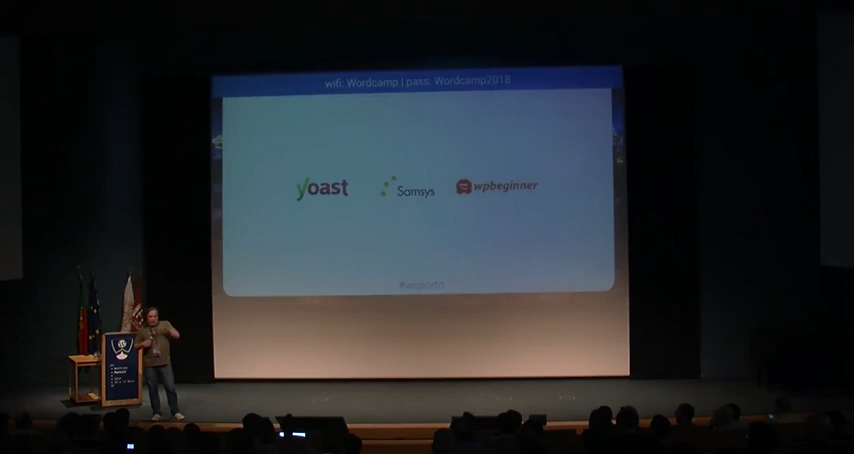 wifi: Wordcamp | pass: Wordcamp2018
yoast
Samsys
wpbeginner
#wcporto